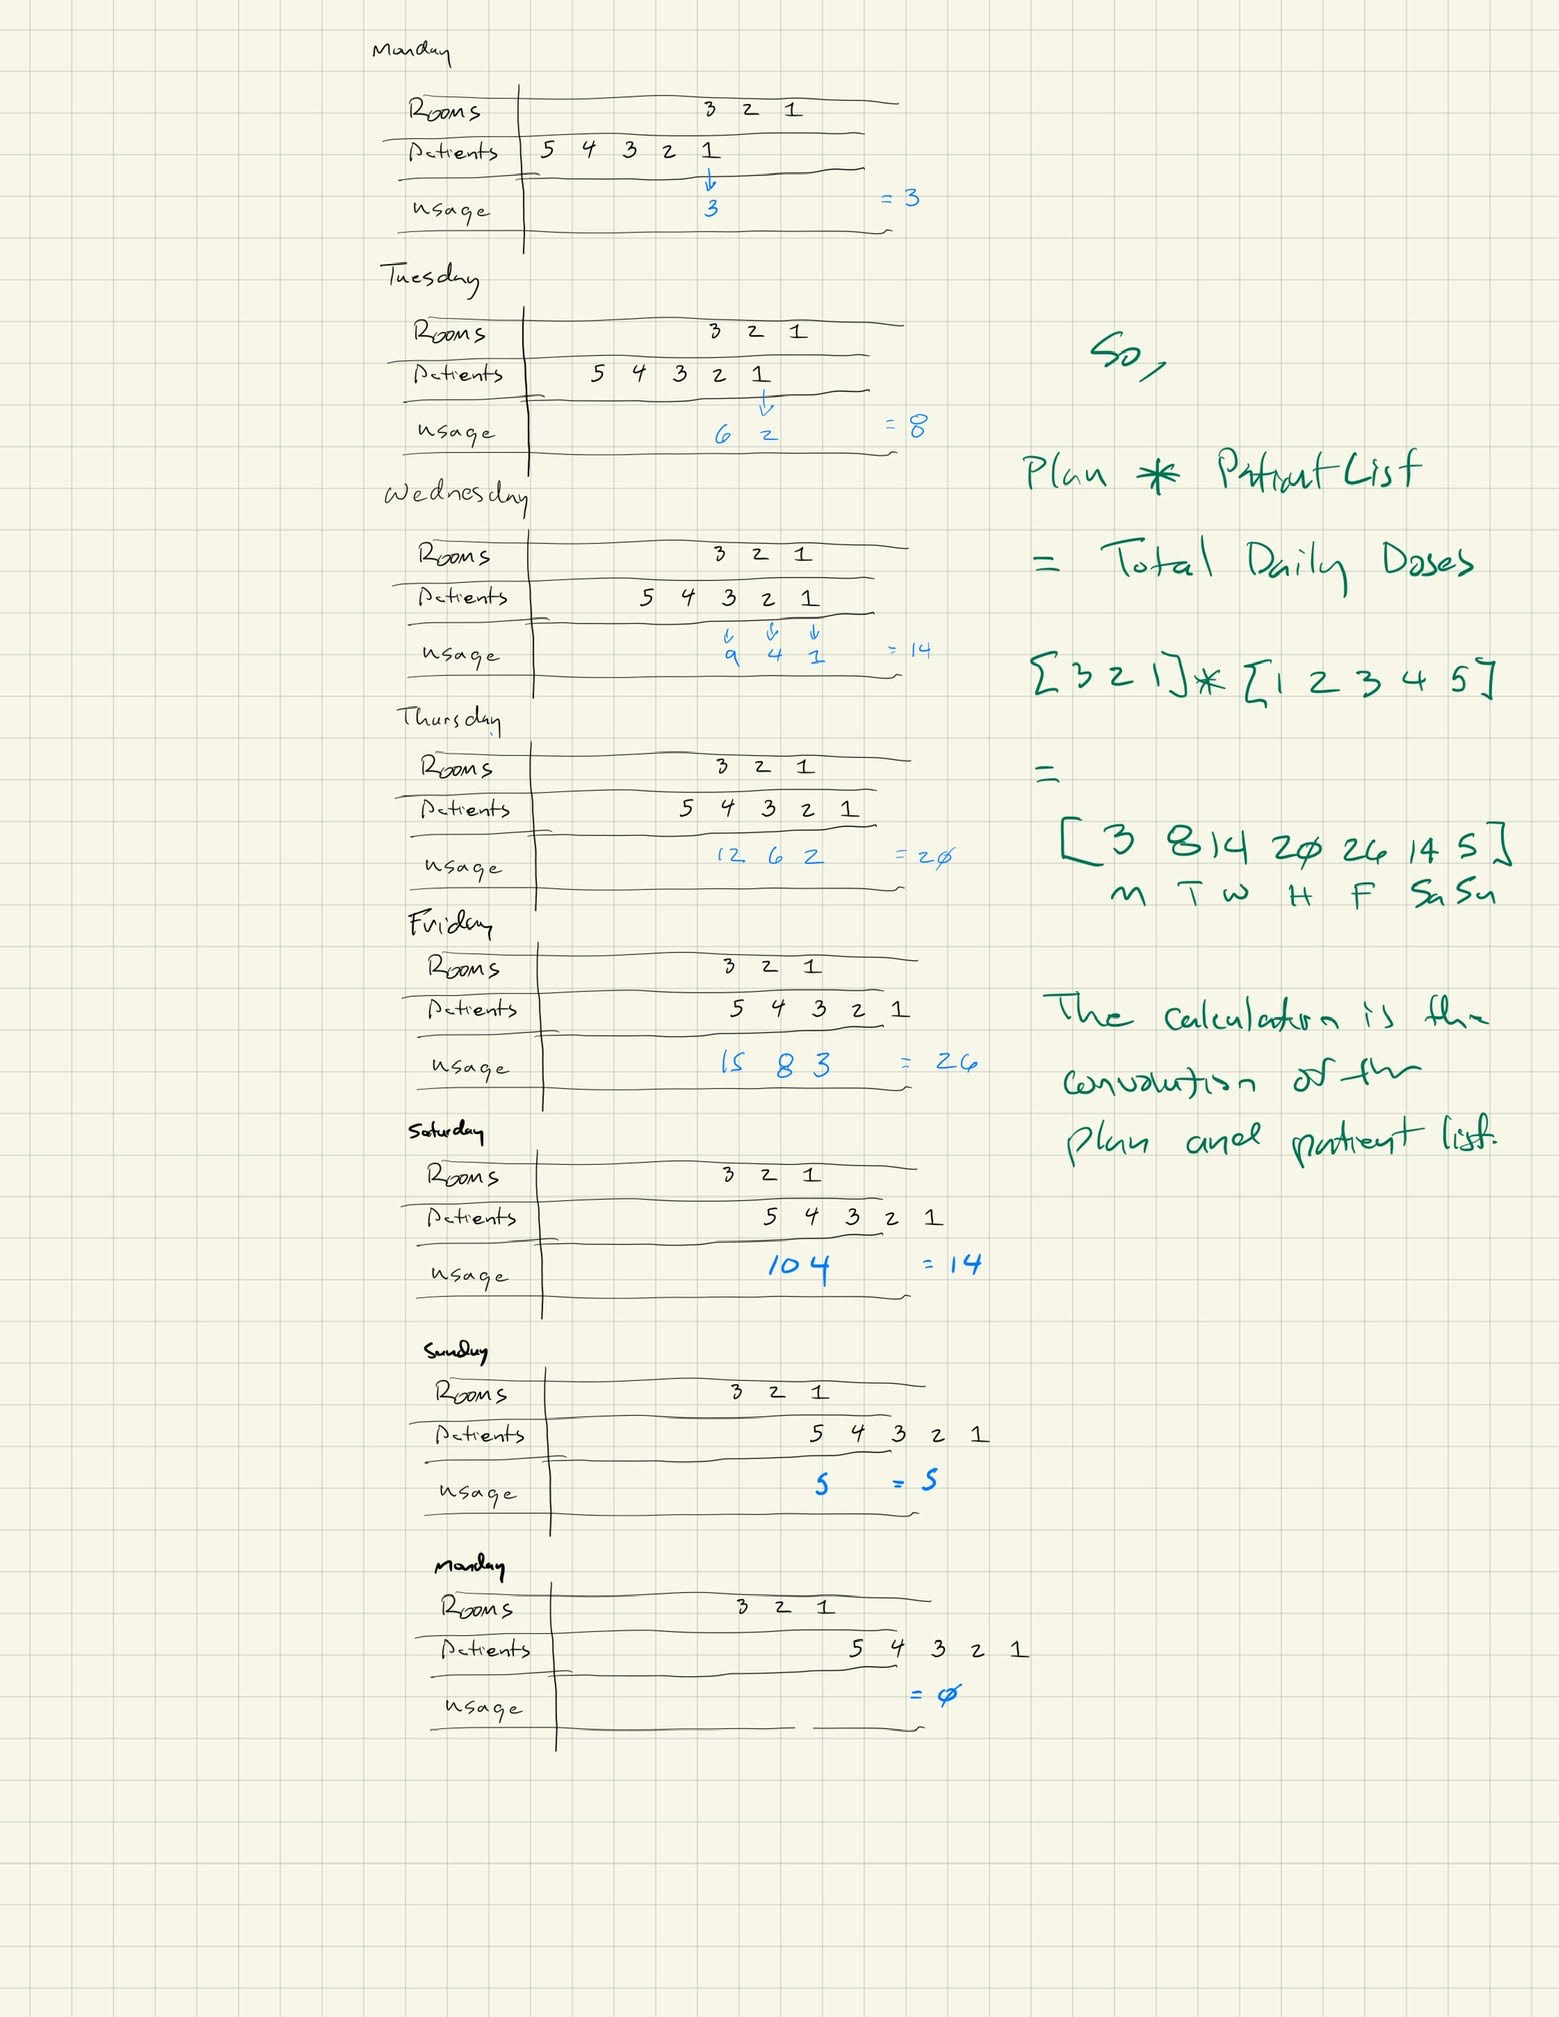 Monday
Rooms 3 2 1
Patients 5 4 3 2 1
usage 3 = 3
Tuesday
Rooms 3 2 1
Patients 5 4 3 2 1
usage 6 2 = 8
Wednesday
Rooms 3 2 1
Patients 5 4 3 2 1
usage 9 4 1 = 14
Thursday
Rooms 3 2 1
Patients 5 4 3 2 1
usage 12 6 2 = 20
Friday
Rooms 3 2 1
Patients 5 4 3 2 1
usage 15 8 3 = 26
Saturday
Rooms 3 2 1
Patients 5 4 3 2 1
usage 10 4 = 14
Sunday
Rooms 3 2 1
Patients 5 4 3 2 1
usage 5 = 5
Monday
Rooms 3 2 1
Patients 5 4 3 2 1
usage = 0
So,
Plan * Patient List
= Total Daily Doses
[3 2 1] * [1 2 3 4 5]
=
[3 8 14 20 26 14 5]
M T W H F Sa Su
The calculation is the
convolution of the
plan and patient list.